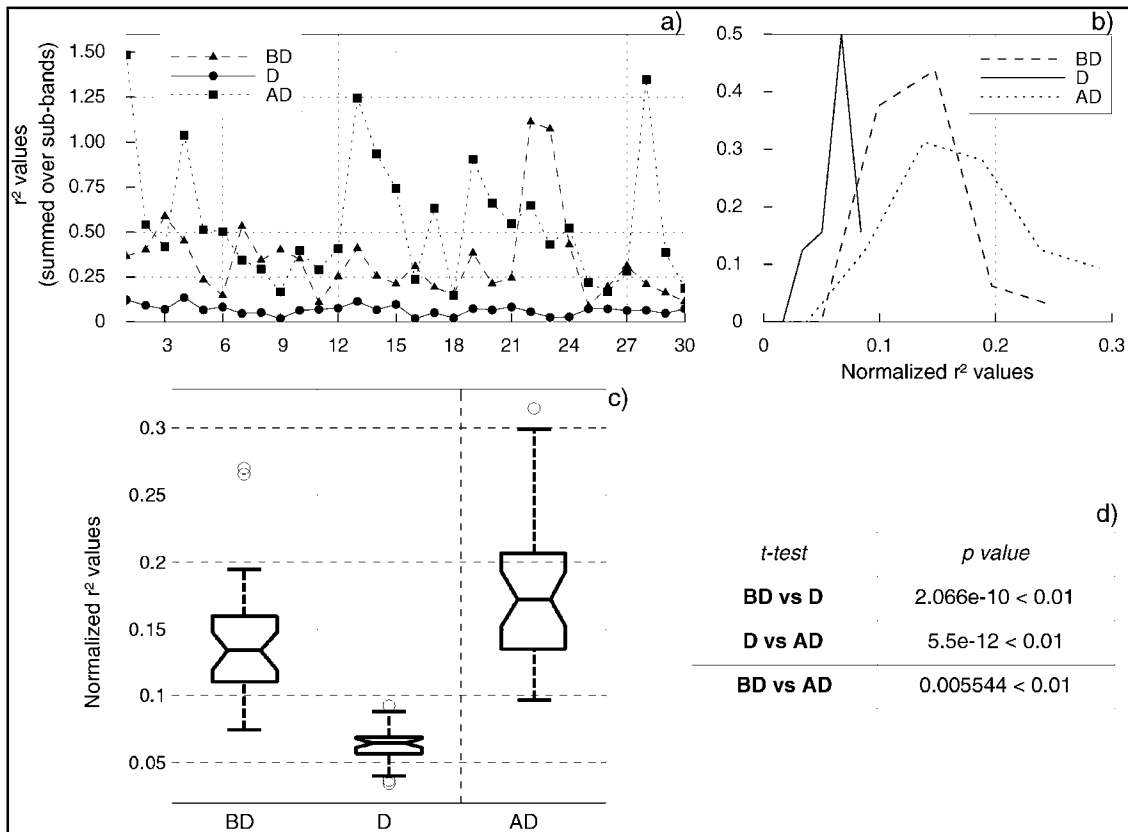 a)
r² values
(summed over sub-bands)
1.50
1.25
1.00
0.75
0.50
0.25
0
BD
D
AD
3 6 9 12 15 18 21 24 27 30
b)
0.5
0.4
0.3
0.2
0.1
0
BD
D
AD
0 0.1 0.2 0.3
Normalized r² values
c)
Normalized r² values
0.3
0.25
0.2
0.15
0.1
0.05
BD D AD
d)
t-test p value
BD vs D 2.066e-10 < 0.01
D vs AD 5.5e-12 < 0.01
BD vs AD 0.005544 < 0.01